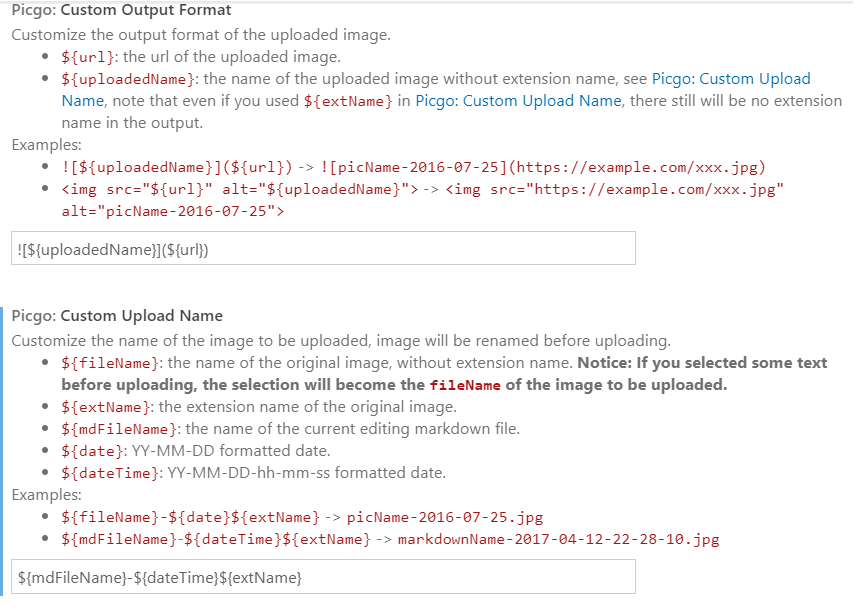 Picgo: Custom Output Format
Customize the output format of the uploaded image.
${url}: the url of the uploaded image.
${uploadedName}: the name of the uploaded image without extension name, see Picgo: Custom Upload
Name, note that even if you used ${extName} in Picgo: Custom Upload Name, there still will be no extension
name in the output.
Examples:
![${uploadedName}](${url}) -> ![picName-2016-07-25](https://example.com/xxx.jpg)
<img src="${url}" alt="${uploadedName}"> -> <img src="https://example.com/xxx.jpg"
alt="picName-2016-07-25">
![${uploadedName}](${url})
Picgo: Custom Upload Name
Customize the name of the image to be uploaded, image will be renamed before uploading.
${fileName}: the name of the original image, without extension name. Notice: If you selected some text
before uploading, the selection will become the fileName of the image to be uploaded.
${extName}: the extension name of the original image.
${mdFileName}: the name of the current editing markdown file.
${date}: YY-MM-DD formatted date.
${dateTime}: YY-MM-DD-hh-mm-ss formatted date.
Examples:
${fileName}-${date}${extName} -> picName-2016-07-25.jpg
${mdFileName}-${dateTime}${extName} -> markdownName-2017-04-12-22-28-10.jpg
${mdFileName}-${dateTime}${extName}